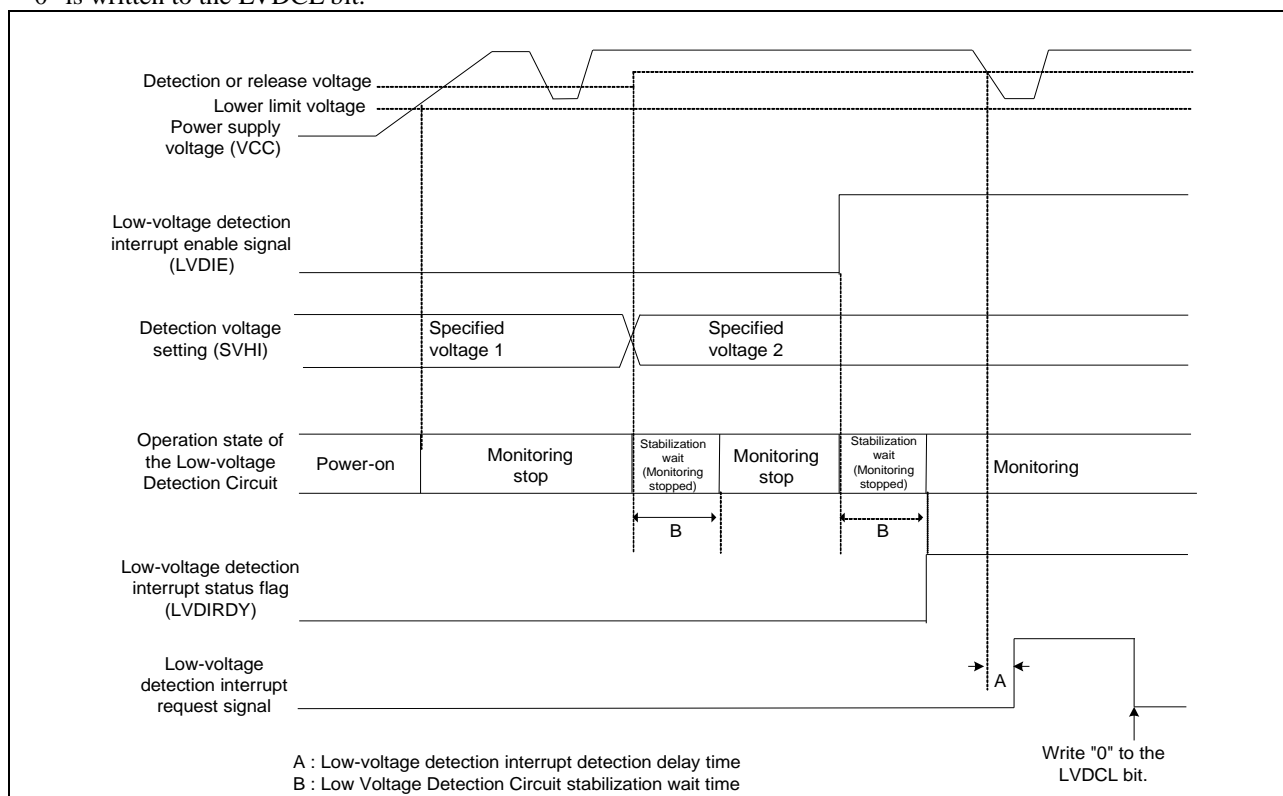 "0" is written to the LVDCL bit.
Detection or release voltage
Lower limit voltage
Power supply
voltage (VCC)
Low-voltage detection
interrupt enable signal
(LVDIE)
Detection voltage
setting (SVHI)
Specified
voltage 1
Specified
voltage 2
Operation state of
the Low-voltage
Detection Circuit
Power-on
Monitoring
stop
Stabilization
wait
(Monitoring
stopped)
Monitoring
stop
Stabilization
wait
(Monitoring
stopped)
Monitoring
B
B
Low-voltage detection
interrupt status flag
(LVDIRDY)
Low-voltage
detection interrupt
request signal
A
Write "0" to the
LVDCL bit.
A : Low-voltage detection interrupt detection delay time
B : Low Voltage Detection Circuit stabilization wait time